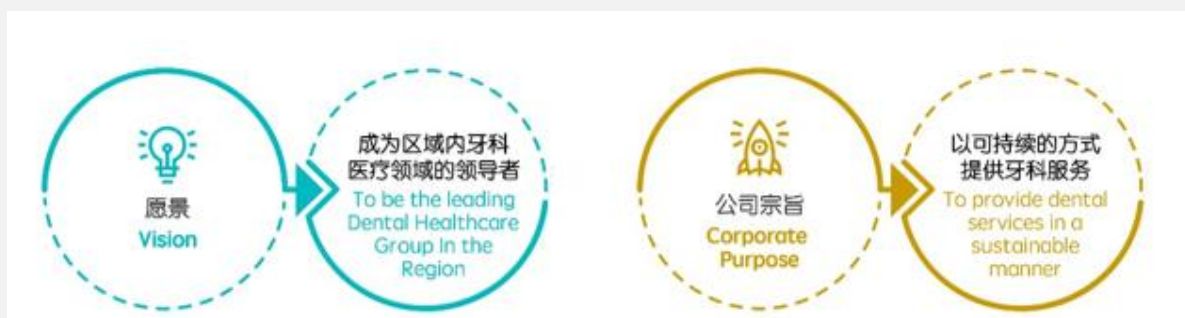 愿景
Vision
成为区域内牙科
医疗领域的领导者
To be the leading
Dental Healthcare
Group In the
Region
公司宗旨
Corporate
Purpose
以可持续的方式
提供牙科服务
To provide dental
services in a
sustainable
manner